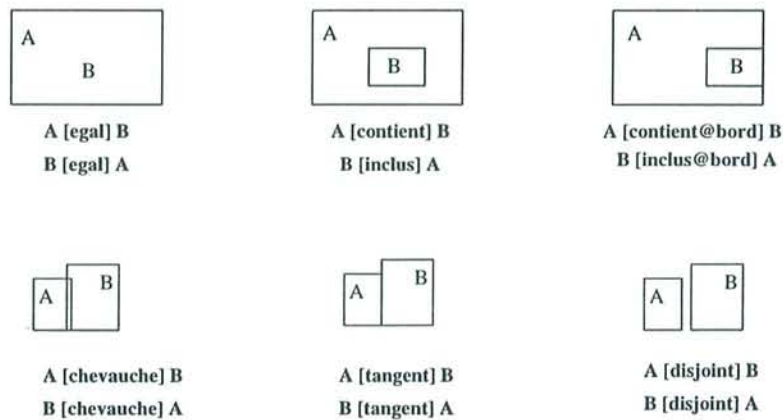 A
B
A [egal] B
B [egal] A
A
B
A [contient] B
B [inclus] A
A
B
A [contient@bord] B
B [inclus@bord] A
A
B
A [chevauche] B
B [chevauche] A
A
B
A [tangent] B
B [tangent] A
A
B
A [disjoint] B
B [disjoint] A